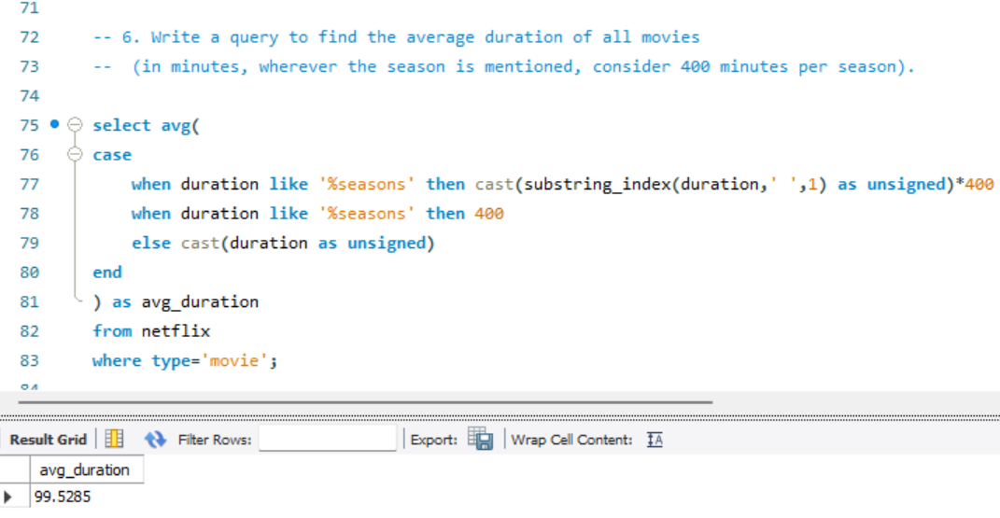 71
72 -- 6. Write a query to find the average duration of all movies
73 -- (in minutes, wherever the season is mentioned, consider 400 minutes per season).
74
75 select avg(
76 case
77 when duration like '%seasons' then cast(substring_index(duration,' ',1) as unsigned)*400
78 when duration like '%seasons' then 400
79 else cast(duration as unsigned)
80 end
81 ) as avg_duration
82 from netflix
83 where type='movie';
84
Result Grid Filter Rows: Export: Wrap Cell Content: IA
avg_duration
99.5285